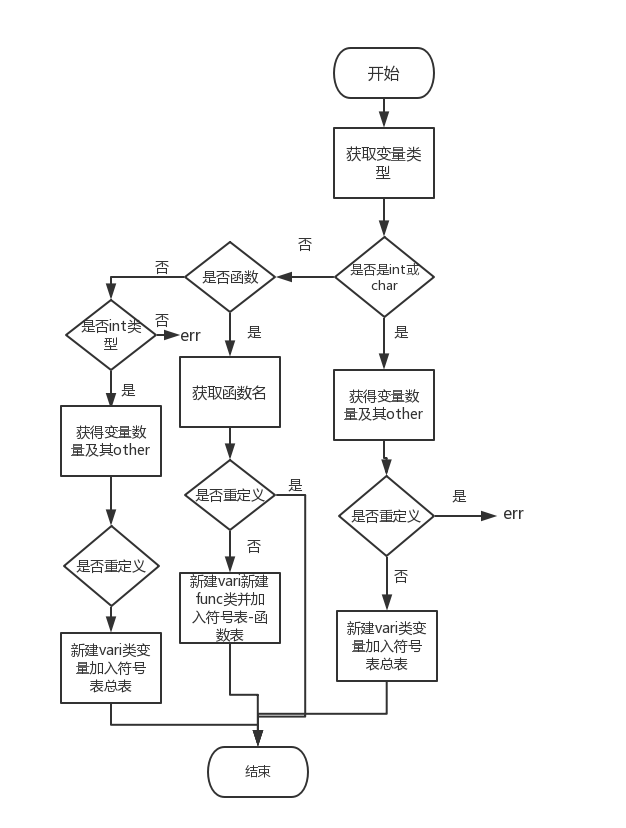 开始
获取变量类
型
是否是int或
char
否
是否函数
否
是否int类
型
否
err
是
是
是
获取函数名
获得变量数
量及其other
获得变量数
量及其other
是否重定义
是
是否重定义
是
err
是否重定义
否
否
新建vari新建
func类并加
入符号表-函
数表
新建vari类变
量加入符号
表总表
新建vari类变
量加入符号
表总表
结束